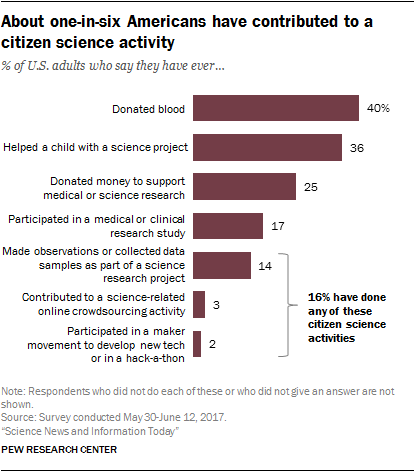 About one-in-six Americans have contributed to a
citizen science activity
% of U.S. adults who say they have ever...
Donated blood 40%
Helped a child with a science project 36
Donated money to support
medical or science research 25
Participated in a medical or clinical
research study 17
Made observations or collected data
samples as part of a science
research project 14
Contributed to a science-related
online crowdsourcing activity 3
Participated in a maker
movement to develop new tech
or in a hack-a-thon 2
16% have done
any of these
citizen science
activities
Note: Respondents who did not do each of these or who did not give an answer are not
shown.
Source: Survey conducted May 30-June 12, 2017.
“Science News and Information Today”
PEW RESEARCH CENTER